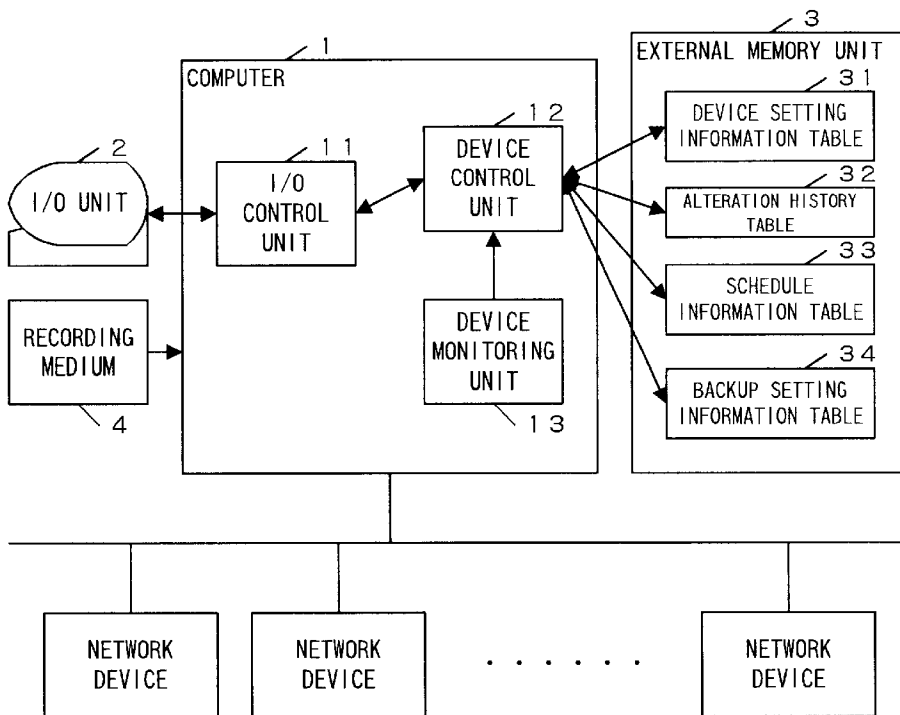 1
COMPUTER
3
EXTERNAL MEMORY UNIT
31
DEVICE SETTING
INFORMATION TABLE
2
I/O UNIT
11
I/O
CONTROL
UNIT
12
DEVICE
CONTROL
UNIT
32
ALTERATION HISTORY
TABLE
33
SCHEDULE
INFORMATION TABLE
RECORDING
MEDIUM
4
DEVICE
MONITORING
UNIT
13
34
BACKUP SETTING
INFORMATION TABLE
NETWORK
DEVICE
NETWORK
DEVICE
. . . . . .
NETWORK
DEVICE